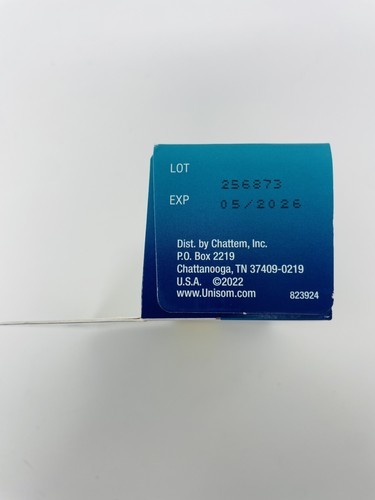 LOT
256873
EXP
05/2026
Dist. by Chattem, Inc.
P.O. Box 2219
Chattanooga, TN 37409-0219
U.S.A. ©2022
www.Unisom.com 823924